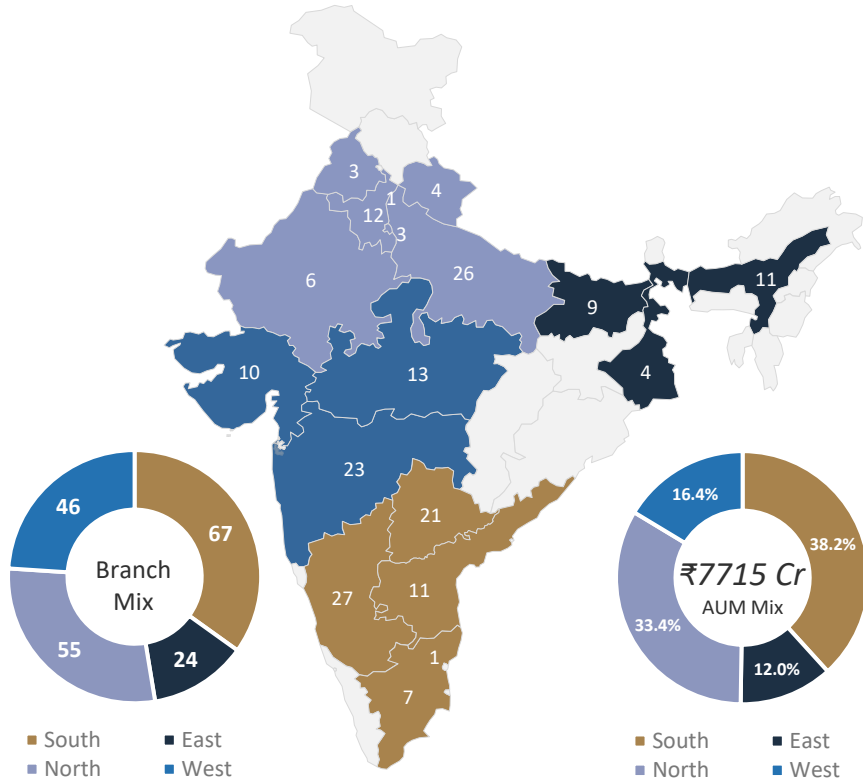 3
1
4
12
3
6
26
11
9
10
13
4
23
21
27
11
1
7
46
67
Branch
Mix
55
24
South
East
North
West
16.4%
38.2%
₹7715 Cr
AUM Mix
33.4%
12.0%
South
East
North
West